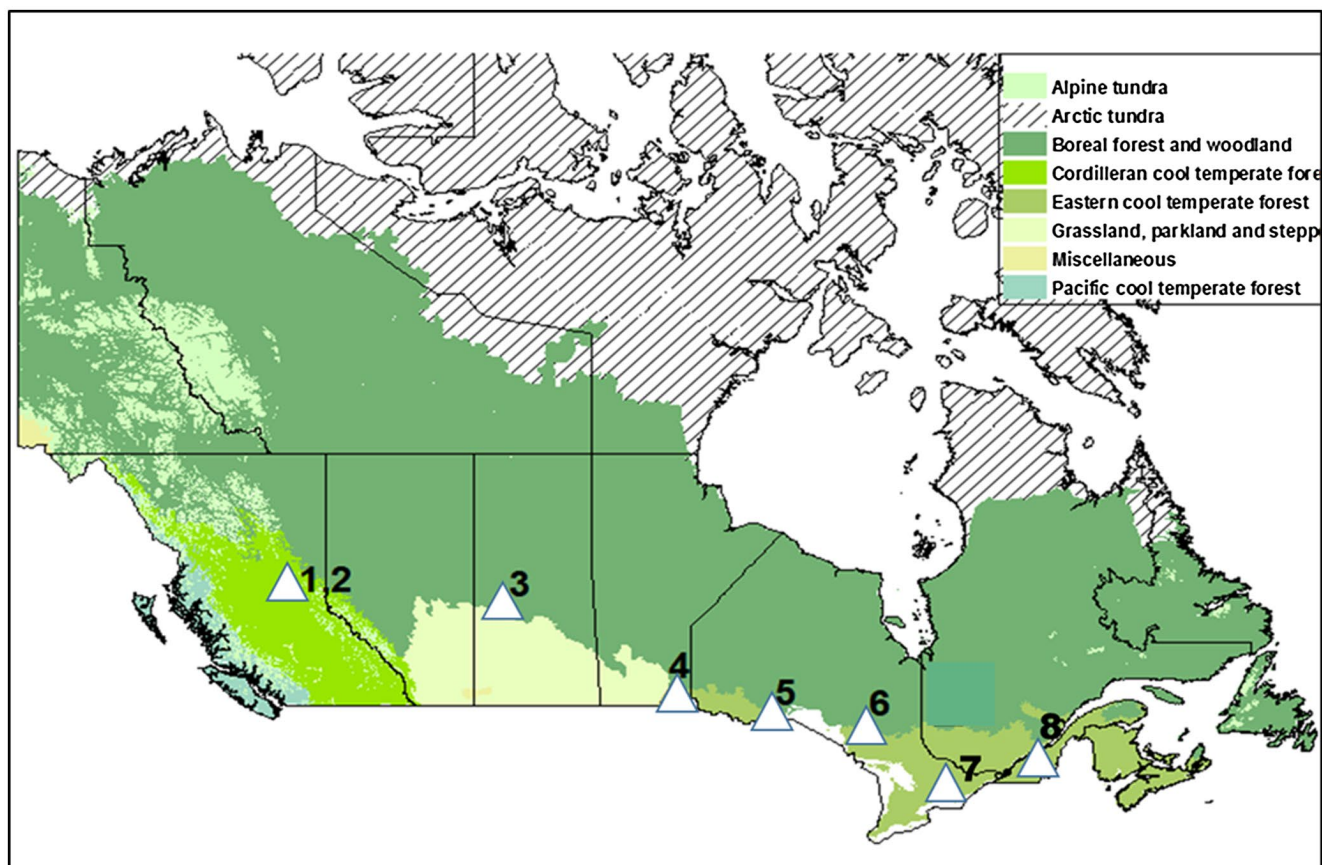 Alpine tundra
Arctic tundra
Boreal forest and woodland
Cordilleran cool temperate fore
Eastern cool temperate forest
Grassland, parkland and steppe
Miscellaneous
Pacific cool temperate forest
1,2
3
4
5
6
8
7